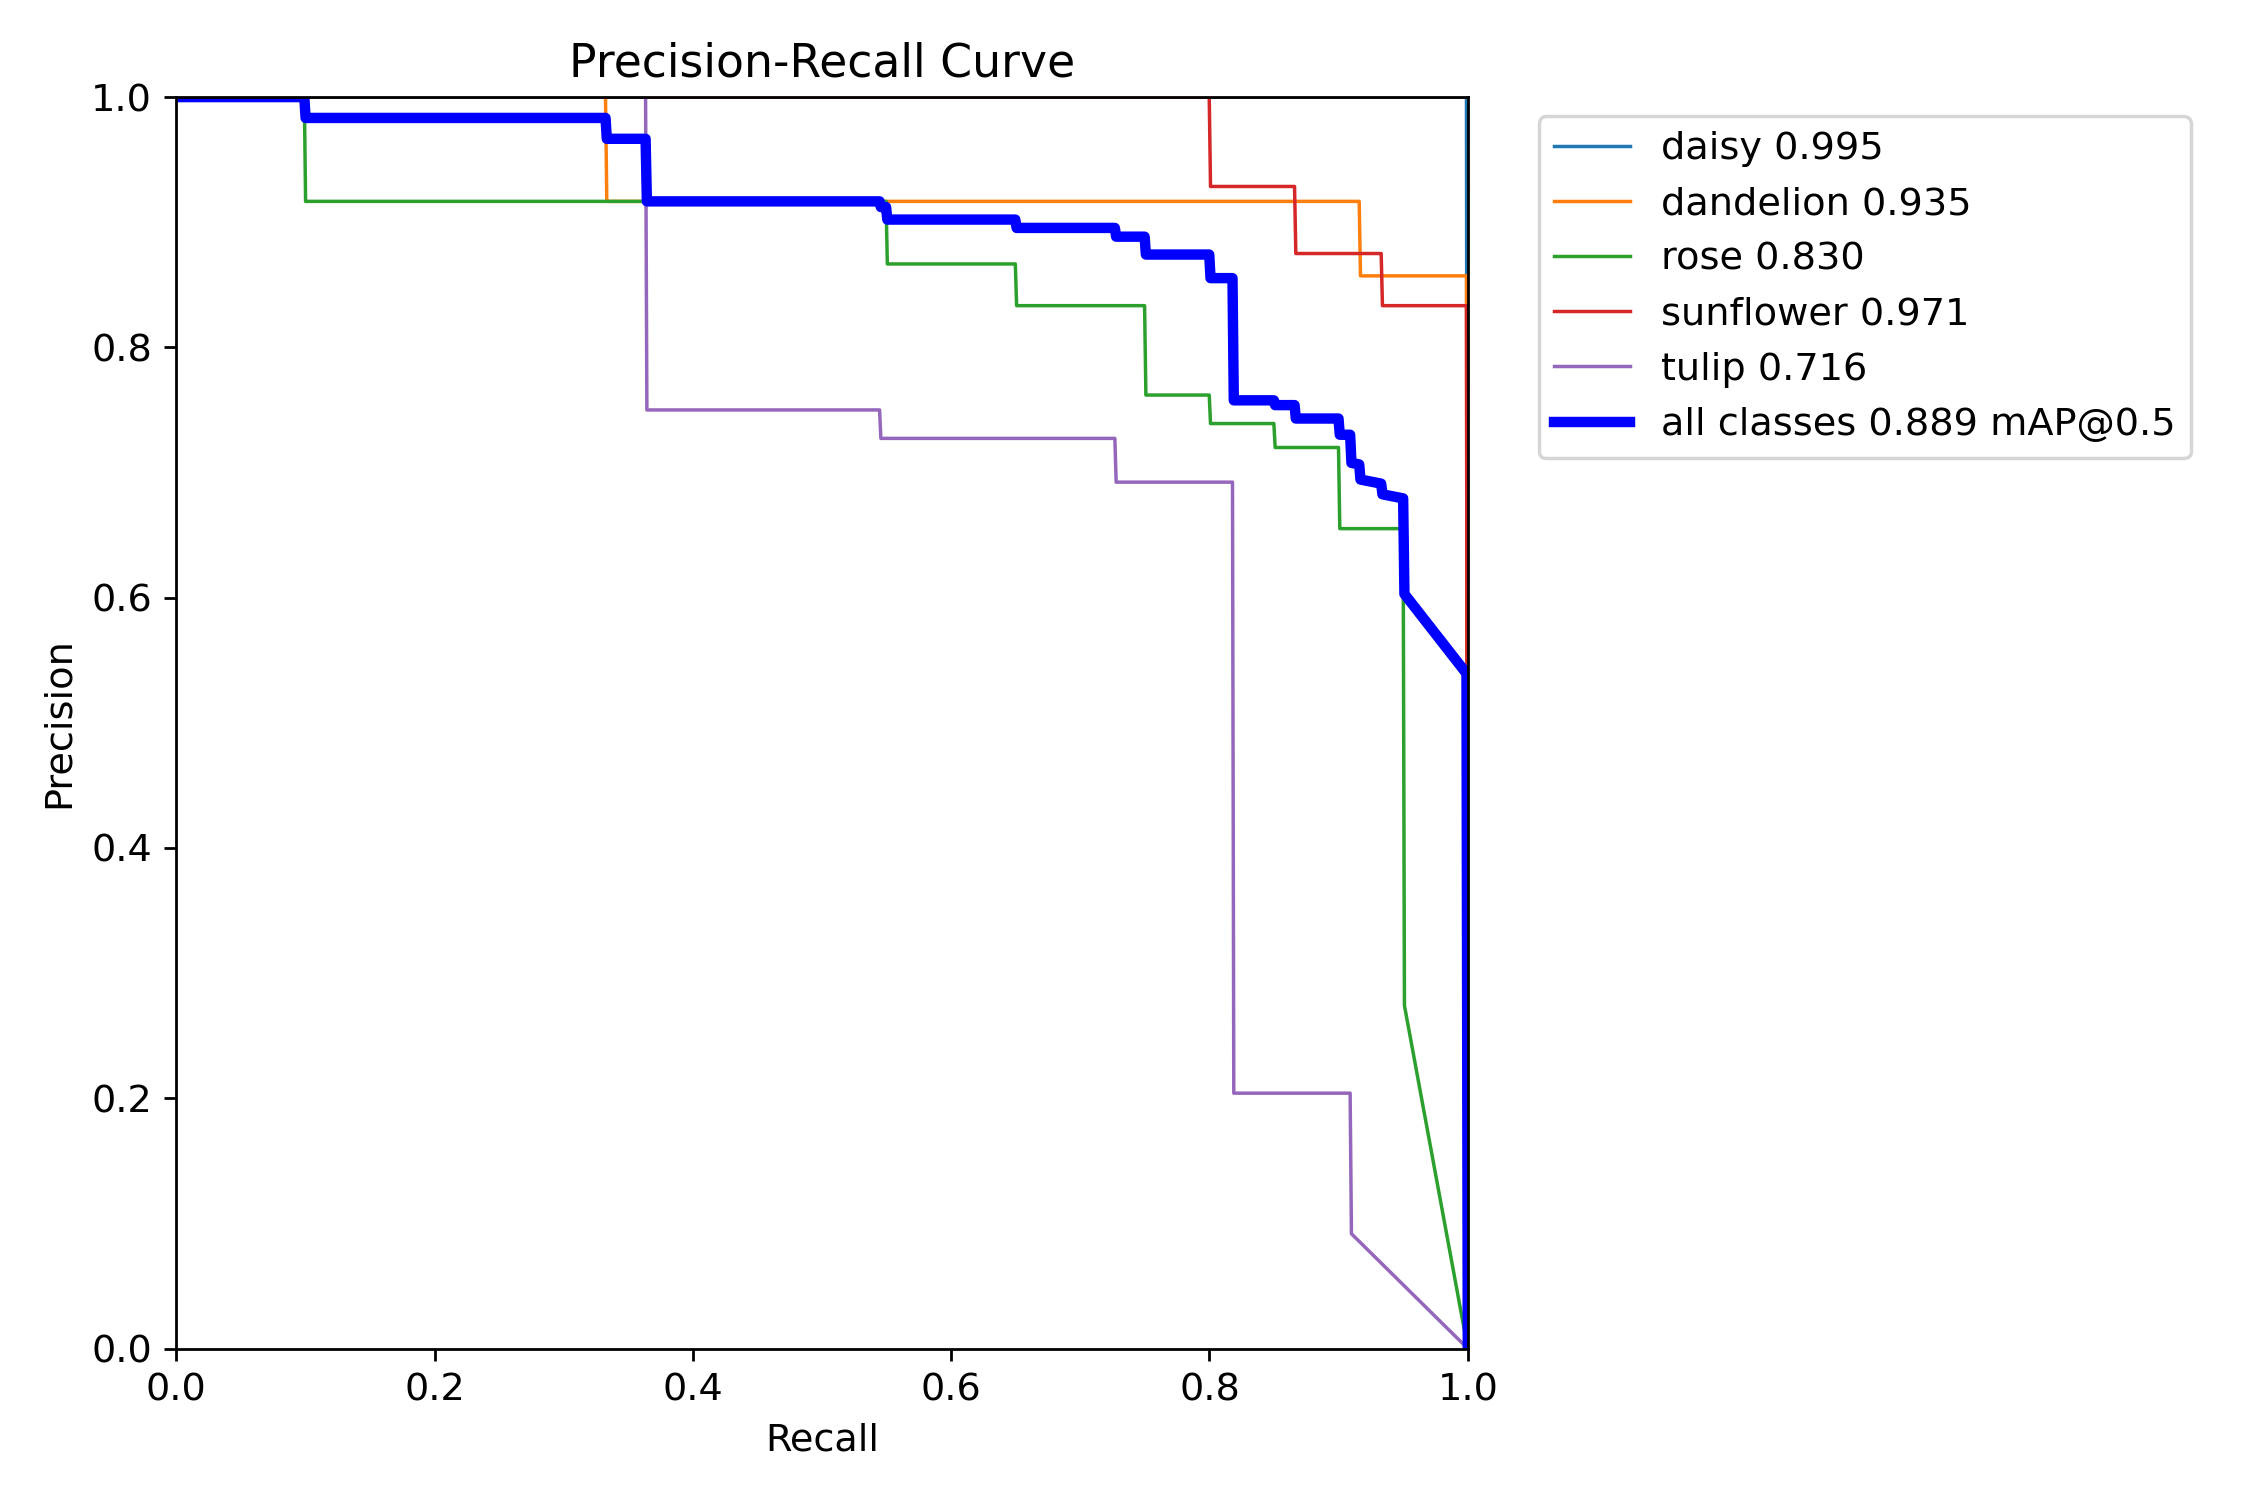 Precision-Recall Curve
1.0
0.8
0.6
0.4
0.2
0.0
Precision
0.0 0.2 0.4 0.6 0.8 1.0
Recall
daisy 0.995
dandelion 0.935
rose 0.830
sunflower 0.971
tulip 0.716
all classes 0.889 mAP@0.5